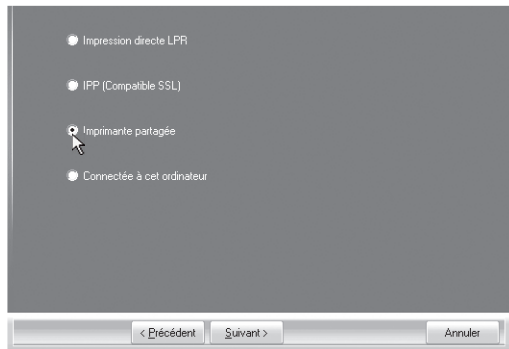 Impression directe LPR
IPP (Compatible SSL)
Imprimante partagée
Connectée à cet ordinateur
< Précédent Suivant > Annuler